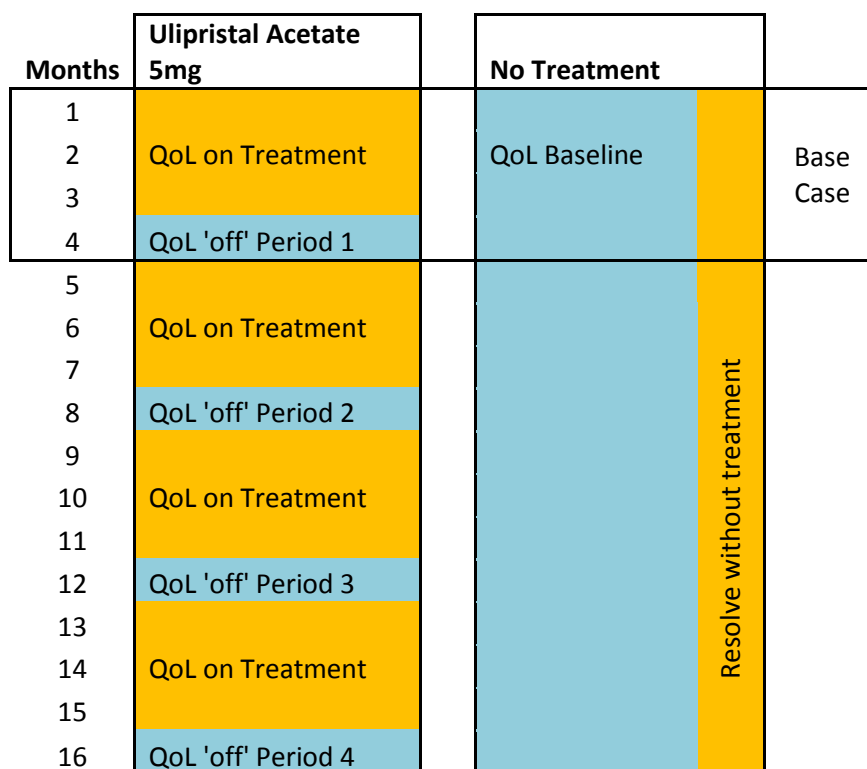 Ulipristal Acetate
Months 5mg No Treatment
1
2 QoL on Treatment QoL Baseline Base
3 Case
4 QoL 'off' Period 1
5
6 QoL on Treatment
7
8 QoL 'off' Period 2
9
10 QoL on Treatment
11
12 QoL 'off' Period 3
13
14 QoL on Treatment
15
16 QoL 'off' Period 4
Resolve without treatment